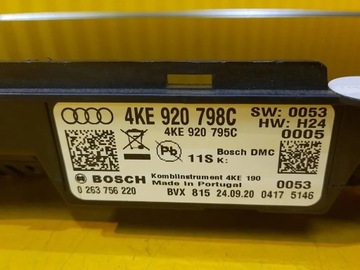 4KE 920 798C
SW: 0053
HW: H24
4KE 920 795C
0005
Pb
11S
Bosch DMC
K:
BOSCH
Kombiinstrument 4KE 190
Made in Portugal
0053
0 263 756 220
BVX 815 24.09.20 0417 5146